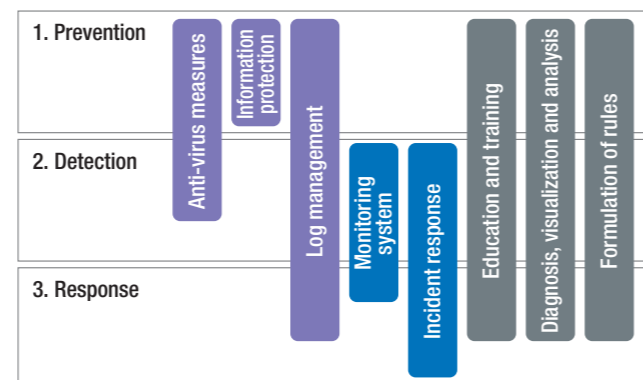 1. Prevention
2. Detection
3. Response
Anti-virus measures
Information
protection
Log management
Monitoring
system
Incident response
Education and training
Diagnosis, visualization and analysis
Formulation of rules